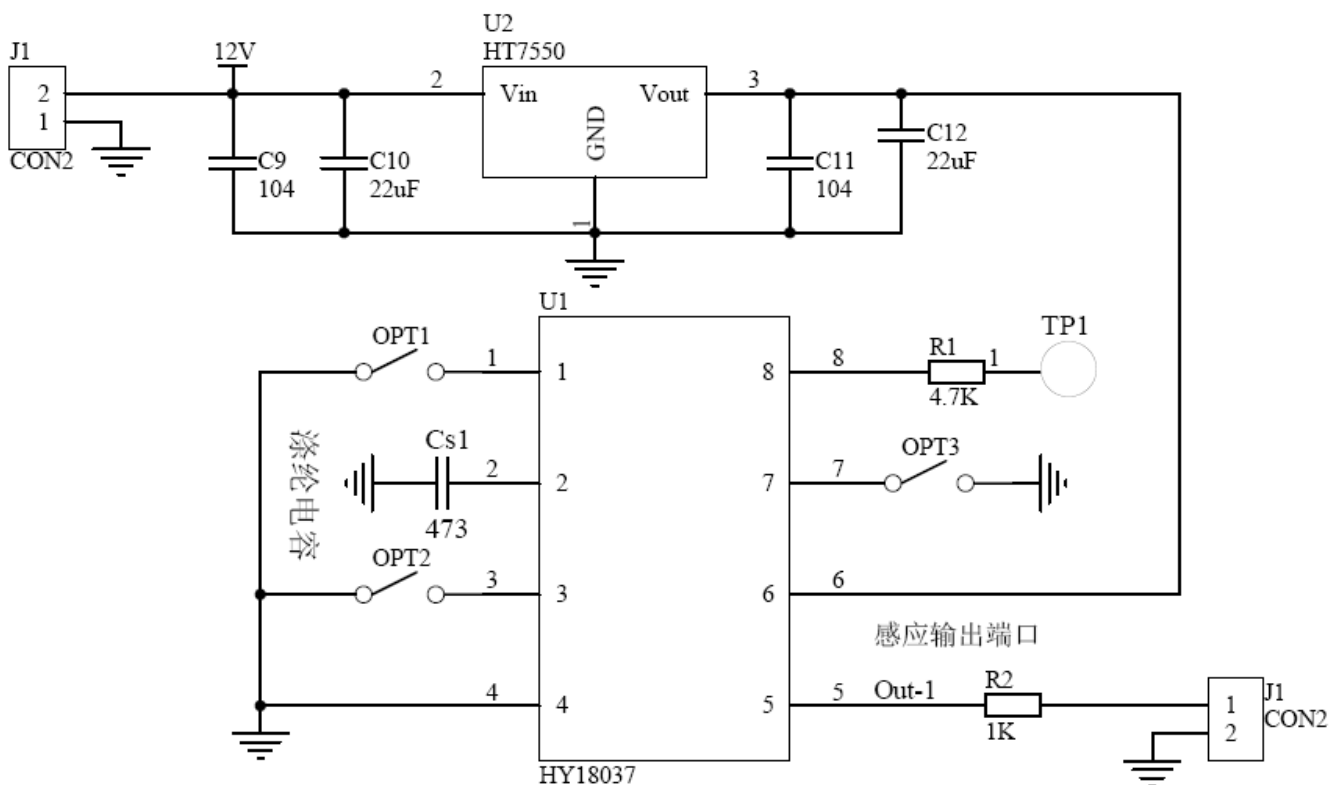 U2
HT7550
J1
12V
2
1
CON2
2
Vin
Vout
3
GND
1
C9
104
C10
22uF
C11
104
C12
22uF
U1
OPT1
1
1
8
8
R1
1
4.7K
TP1
涤纶电容
Cs1
2
2
473
7
7
OPT3
OPT2
3
3
6
6
感应输出端口
4
4
5
5
Out-1
R2
1K
1
2
J1
CON2
HY18037